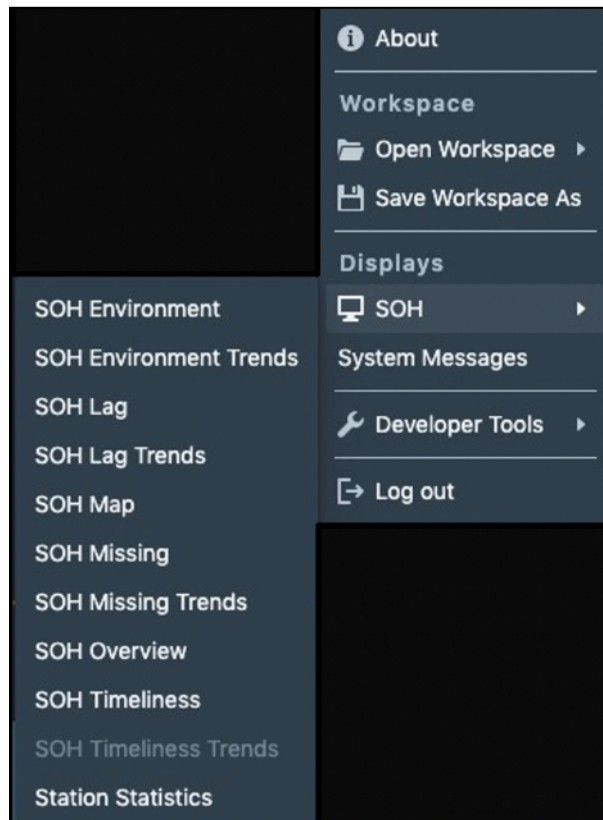 About
Workspace
Open Workspace
Save Workspace As
Displays
SOH
System Messages
Developer Tools
Log out
SOH Environment
SOH Environment Trends
SOH Lag
SOH Lag Trends
SOH Map
SOH Missing
SOH Missing Trends
SOH Overview
SOH Timeliness
SOH Timeliness Trends
Station Statistics